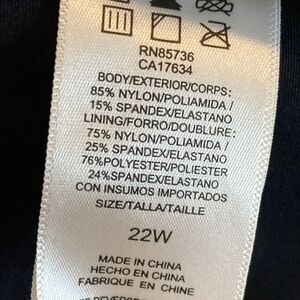 RN85736
CA17634
BODY/EXTERIOR/CORPS:
85% NYLON/POLIAMIDA /
15% SPANDEX/ELASTANO
LINING/FORRO/DOUBLURE:
75% NYLON/POLIAMIDA /
25% SPANDEX/ELASTANO
76%POLYESTER/POLIESTER
24%SPANDEX/ELASTANO
CON INSUMOS IMPORTADOS
SIZE/TALLA/TAILLE
22W
MADE IN CHINA
HECHO EN CHINA
FABRIQUE EN CHINE